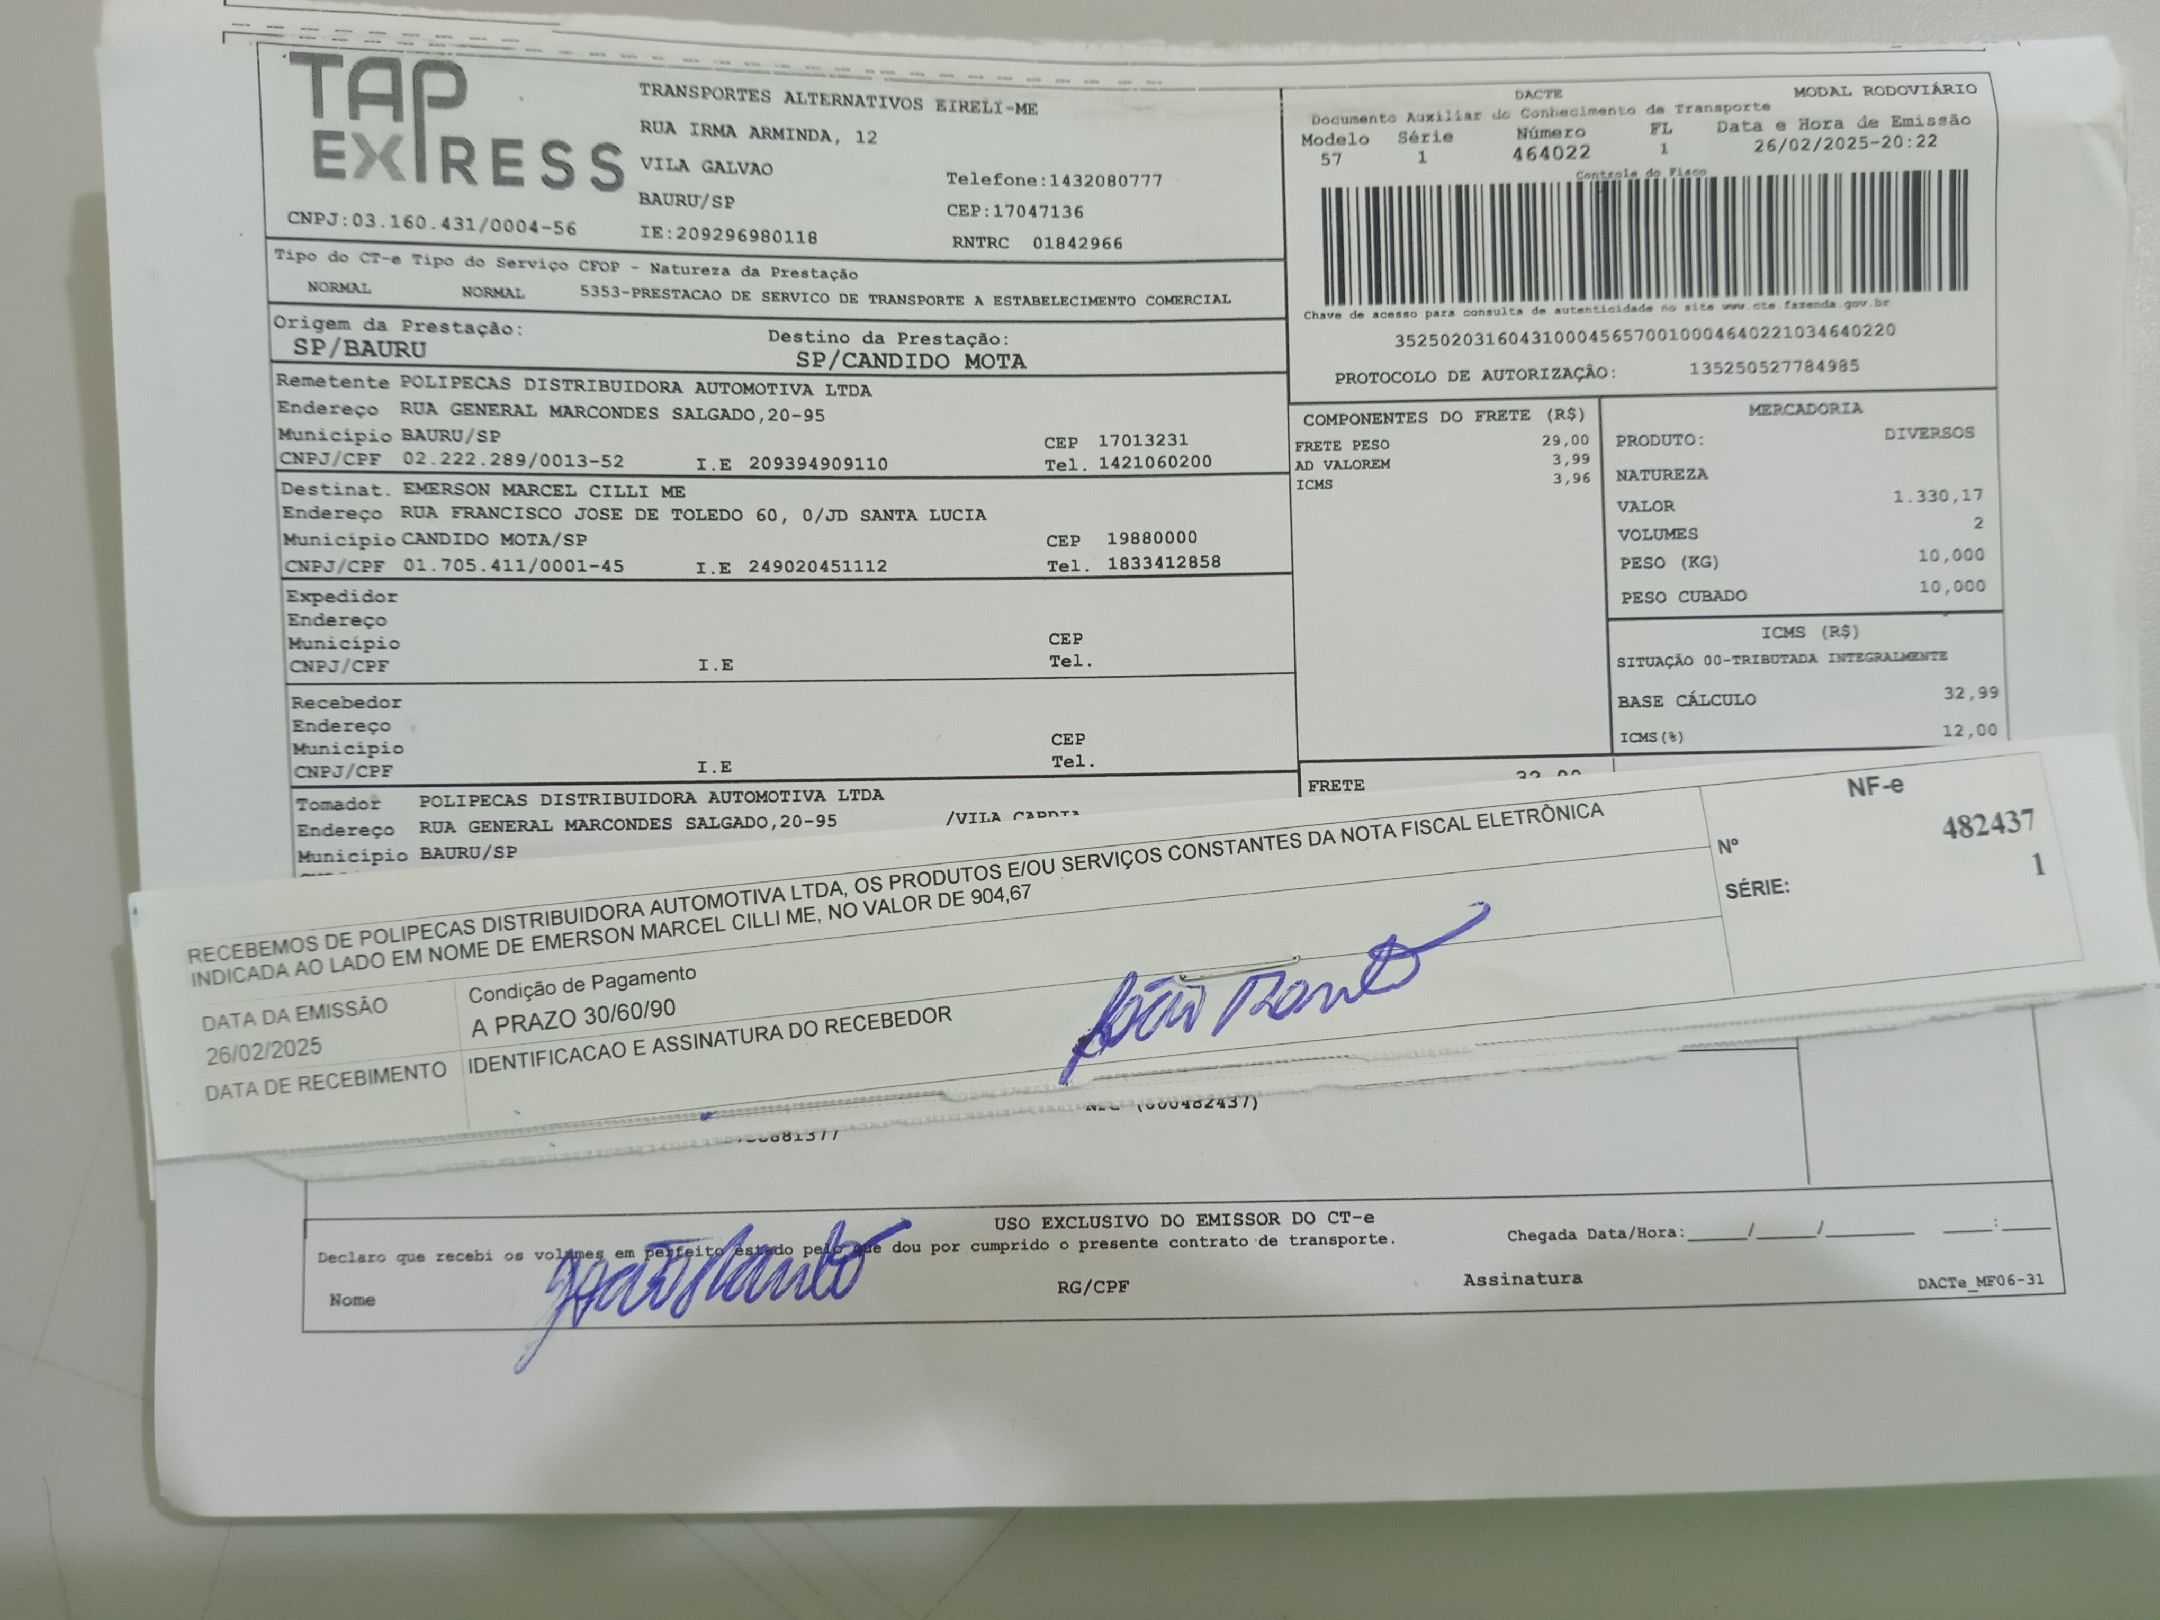 TAP EXPRESS
TRANSPORTES ALTERNATIVOS EIRELI-ME
RUA IRMA ARMINDA, 12
VILA GALVAO
Telefone:1432080777
BAURU/SP
CEP:17047136
CNPJ:03.160.431/0004-56
IE:209296980118
RNTRC 01842966
DACTE
MODAL RODOVIÁRIO
Documento Auxiliar do Conhecimento de Transporte
Modelo Série Número FL Data e Hora de Emissão
57 1 464022 1 26/02/2025-20:22
Controle do Fisco
Chave de acesso para consulta de autenticidade no site www.cte.fazenda.gov.br
35250203160431000456570010004640221034640220
PROTOCOLO DE AUTORIZAÇÃO: 135250527784985
Tipo do CT-e Tipo do Serviço CFOP - Natureza da Prestação
NORMAL NORMAL 5353-PRESTACAO DE SERVICO DE TRANSPORTE A ESTABELECIMENTO COMERCIAL
Origem da Prestação: Destino da Prestação:
SP/BAURU SP/CANDIDO MOTA
Remetente POLIPECAS DISTRIBUIDORA AUTOMOTIVA LTDA
Endereço RUA GENERAL MARCONDES SALGADO,20-95
Município BAURU/SP CEP 17013231
CNPJ/CPF 02.222.289/0013-52 I.E 209394909110 Tel. 1421060200
Destinat. EMERSON MARCEL CILLI ME
Endereço RUA FRANCISCO JOSE DE TOLEDO 60, 0/JD SANTA LUCIA
Município CANDIDO MOTA/SP CEP 19880000
CNPJ/CPF 01.705.411/0001-45 I.E 249020451112 Tel. 1833412858
Expedidor
Endereço
Município CEP
CNPJ/CPF I.E Tel.
Recebedor
Endereço
Município CEP
CNPJ/CPF I.E Tel.
Tomador POLIPECAS DISTRIBUIDORA AUTOMOTIVA LTDA
Endereço RUA GENERAL MARCONDES SALGADO,20-95 /VILA
Município BAURU/SP
COMPONENTES DO FRETE (R$)
FRETE PESO 29,00
AD VALOREM 3,99
ICMS 3,96
FRETE
MERCADORIA
PRODUTO: DIVERSOS
NATUREZA
VALOR 1.330,17
VOLUMES 2
PESO (KG) 10,000
PESO CUBADO 10,000
ICMS (R$)
SITUAÇÃO 00-TRIBUTADA INTEGRALMENTE
BASE CÁLCULO 32,99
ICMS(%) 12,00
RECEBEMOS DE POLIPECAS DISTRIBUIDORA AUTOMOTIVA LTDA, OS PRODUTOS E/OU SERVIÇOS CONSTANTES DA NOTA FISCAL ELETRÔNICA
INDICADA AO LADO EM NOME DE EMERSON MARCEL CILLI ME, NO VALOR DE 904,67
DATA DA EMISSÃO
26/02/2025
Condição de Pagamento
A PRAZO 30/60/90
DATA DE RECEBIMENTO
IDENTIFICACAO E ASSINATURA DO RECEBEDOR
NF-e
Nº 482437
SÉRIE: 1
(000482437)
USO EXCLUSIVO DO EMISSOR DO CT-e
Declaro que recebi os volumes em perfeito estado pelo que dou por cumprido o presente contrato de transporte.
Chegada Data/Hora:____/____/______ ____:____
Nome
RG/CPF
Assinatura
DACTe_MF06-31